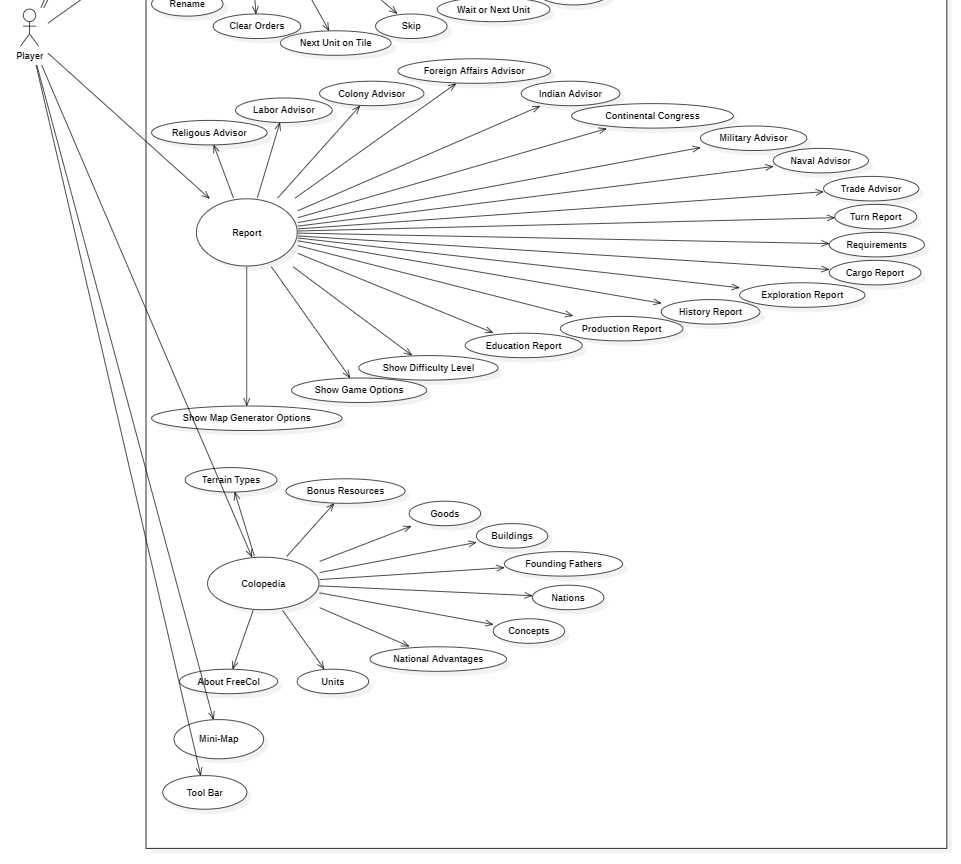 Rename
Wait or Next Unit
Clear Orders
Skip
Next Unit on Tile
Player
Foreign Affairs Advisor
Colony Advisor
Indian Advisor
Labor Advisor
Continental Congress
Religous Advisor
Military Advisor
Naval Advisor
Trade Advisor
Turn Report
Report
Requirements
Cargo Report
Exploration Report
History Report
Production Report
Education Report
Show Difficulty Level
Show Game Options
Show Map Generator Options
Terrain Types
Bonus Resources
Goods
Buildings
Founding Fathers
Colopedia
Nations
Concepts
National Advantages
About FreeCol
Units
Mini-Map
Tool Bar